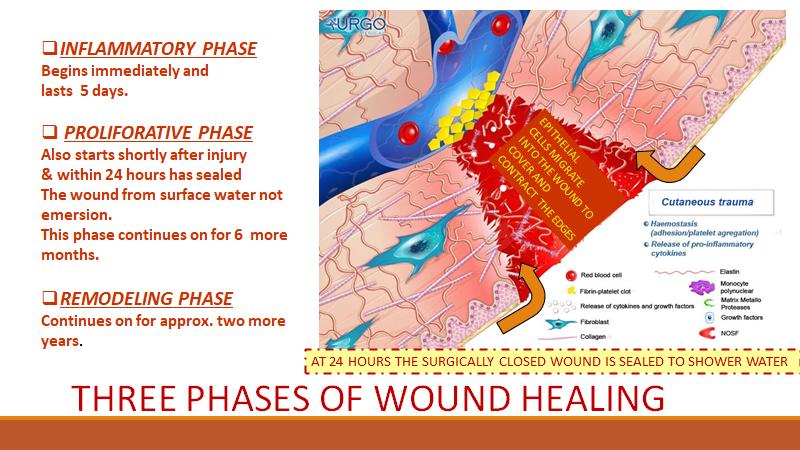 ❑INFLAMMATORY PHASE
Begins immediately and
lasts 5 days.
❑ PROLIFORATIVE PHASE
Also starts shortly after injury
& within 24 hours has sealed
The wound from surface water not
emersion.
This phase continues on for 6 more
months.
❑REMODELING PHASE
Continues on for approx. two more
years.
URGO
EPITHELIAL
CELLS MIGRATE
INTO THE WOUND TO
COVER AND
CONTRACT THE EDGES
Cutaneous trauma
Haemostasis
(adhesion/platelet agregation)
Release of pro-inflammatory
cytokines
Red blood cell
Fibrin-platelet clot
Release of cytokines and growth factors
Fibroblast
Collagen
Elastin
Monocyte
polynuclear
Matrix Metallo
Proteases
Growth factors
NOSF
AT 24 HOURS THE SURGICALLY CLOSED WOUND IS SEALED TO SHOWER WATER
THREE PHASES OF WOUND HEALING